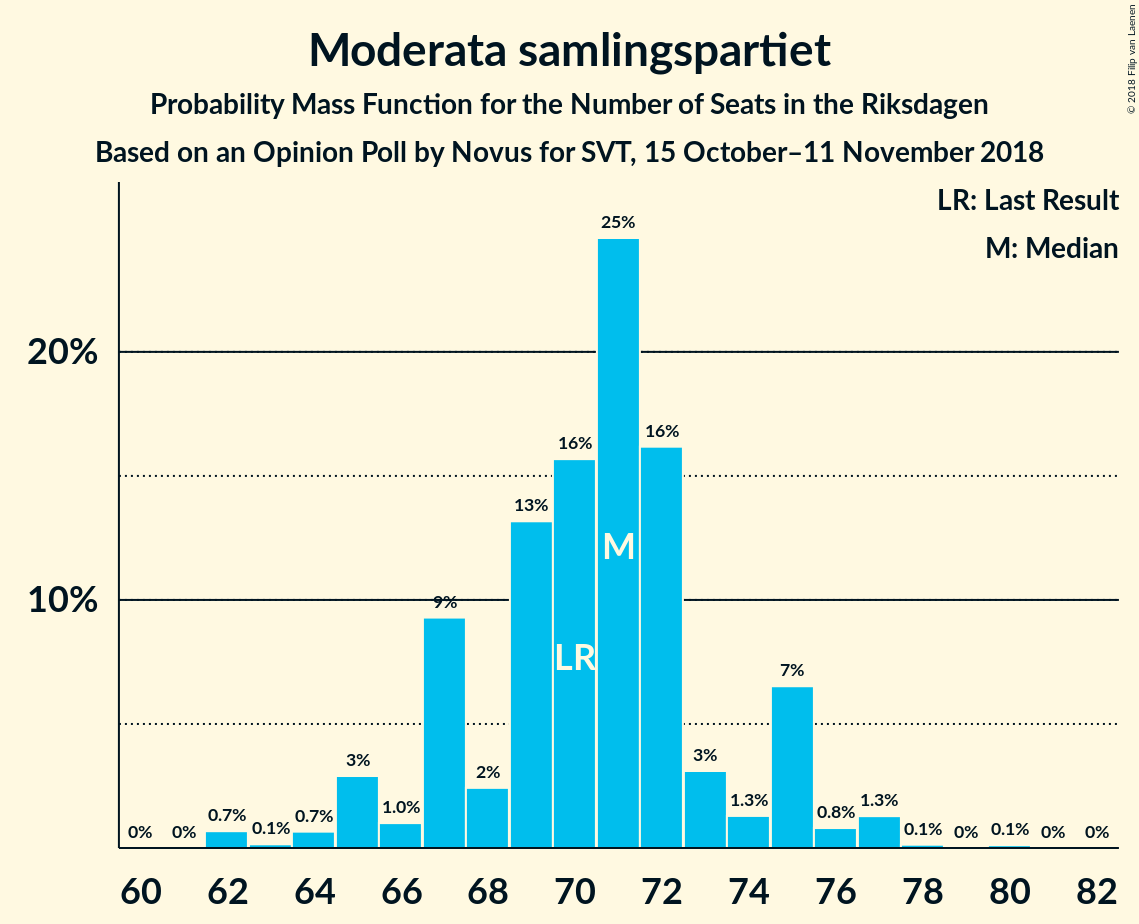 Moderata samlingspartiet
Probability Mass Function for the Number of Seats in the Riksdagen
Based on an Opinion Poll by Novus for SVT, 15 October–11 November 2018
© 2018 Filip van Laenen
LR: Last Result
M: Median
20%
10%
0%
0%
0.7%
0.1%
0.7%
3%
1.0%
9%
2%
13%
16%
25%
16%
3%
1.3%
7%
0.8%
1.3%
0.1%
0%
0.1%
0%
0%
M
LR
60 62 64 66 68 70 72 74 76 78 80 82